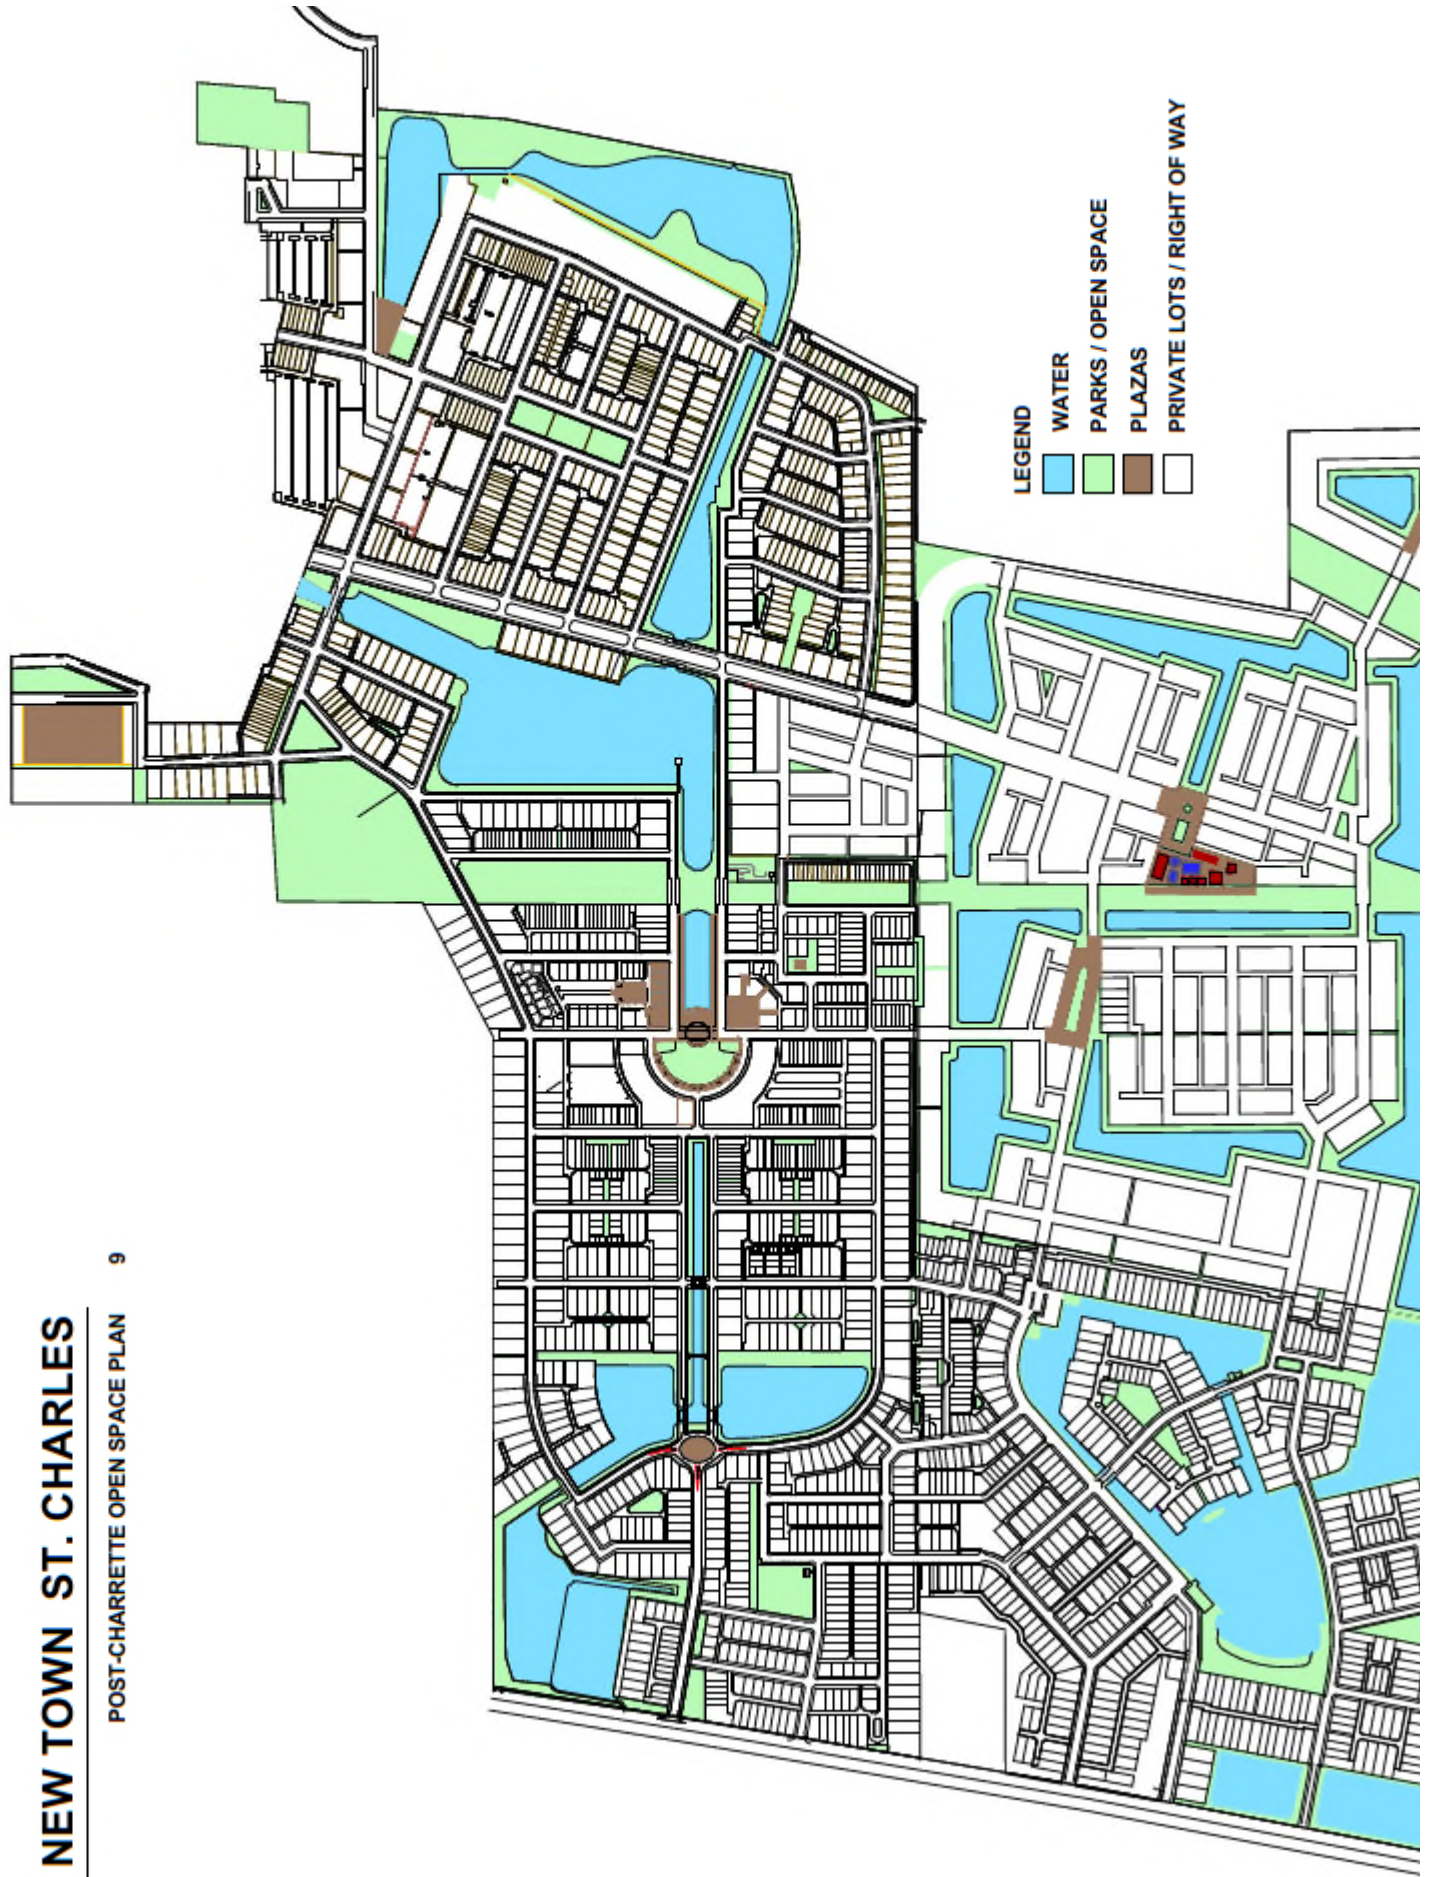 NEW TOWN ST. CHARLES
POST-CHARRETTE OPEN SPACE PLAN 9
LEGEND
WATER
PARKS / OPEN SPACE
PLAZAS
PRIVATE LOTS / RIGHT OF WAY